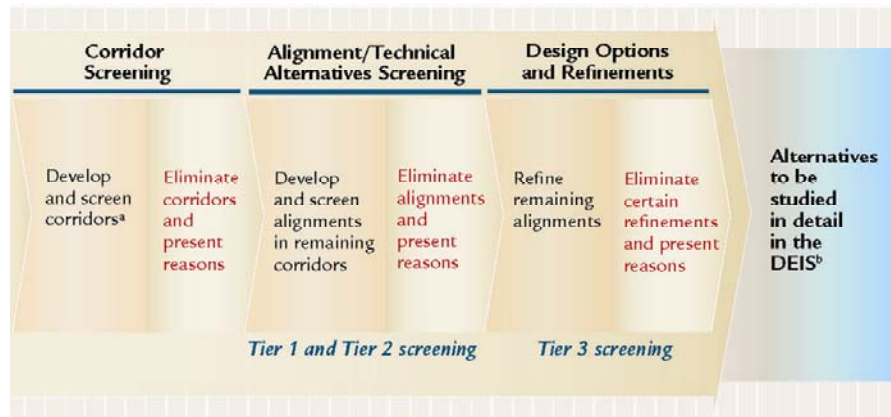 Corridor
Screening
Alignment/Technical
Alternatives Screening
Design Options
and Refinements
Develop
and screen
corridorsᵃ
Eliminate
corridors
and
present
reasons
Develop
and screen
alignments
in remaining
corridors
Eliminate
alignments
and
present
reasons
Refine
remaining
alignments
Eliminate
certain
refinements
and present
reasons
Alternatives
to be
studied
in detail
in the
DEISᵇ
Tier 1 and Tier 2 screening
Tier 3 screening